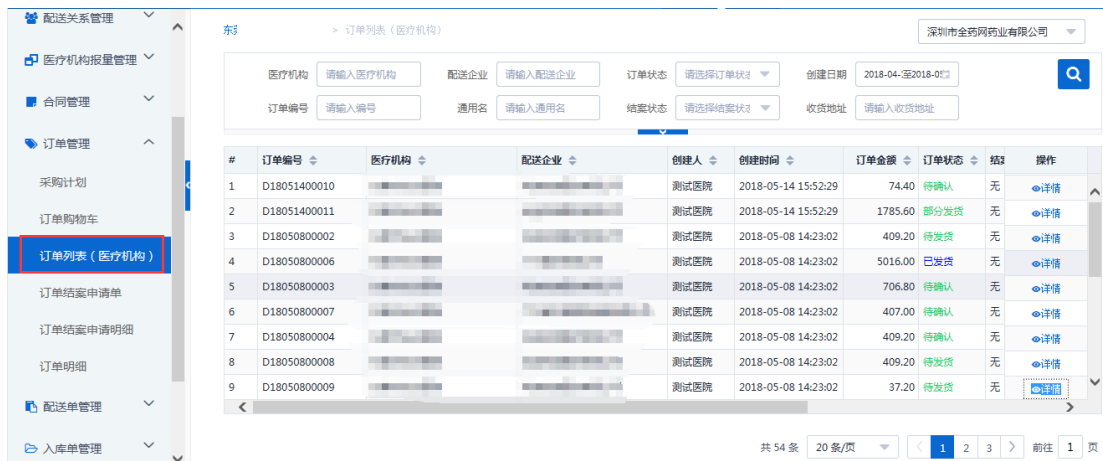 配送关系管理
医疗机构报量管理
合同管理
订单管理
采购计划
订单购物车
订单列表（医疗机构）
订单结案申请单
订单结案申请明细
订单明细
配送单管理
入库单管理
> 订单列表（医疗机构）
深圳市全药网药业有限公司
医疗机构 请输入医疗机构 配送企业 请输入配送企业 订单状态 请选择订单状态 创建日期 2018-04-至2018-05
订单编号 请输入编号 通用名 请输入通用名 结案状态 请选择结案状态 收货地址 请输入收货地址
# 订单编号 医疗机构 配送企业 创建人 创建时间 订单金额 订单状态 结案 操作
1 D18051400010 测试医院 2018-05-14 15:52:29 74.40 待确认 无 详情
2 D18051400011 测试医院 2018-05-14 15:52:29 1785.60 部分发货 无 详情
3 D18050800002 测试医院 2018-05-08 14:23:02 409.20 待发货 无 详情
4 D18050800006 测试医院 2018-05-08 14:23:02 5016.00 已发货 无 详情
5 D18050800003 测试医院 2018-05-08 14:23:02 706.80 待确认 无 详情
6 D18050800007 测试医院 2018-05-08 14:23:02 407.00 待确认 无 详情
7 D18050800004 测试医院 2018-05-08 14:23:02 409.20 待确认 无 详情
8 D18050800008 测试医院 2018-05-08 14:23:02 409.20 待发货 无 详情
9 D18050800009 测试医院 2018-05-08 14:23:02 37.20 待发货 无 详情
共 54 条 20 条/页 1 2 3 前往 1 页